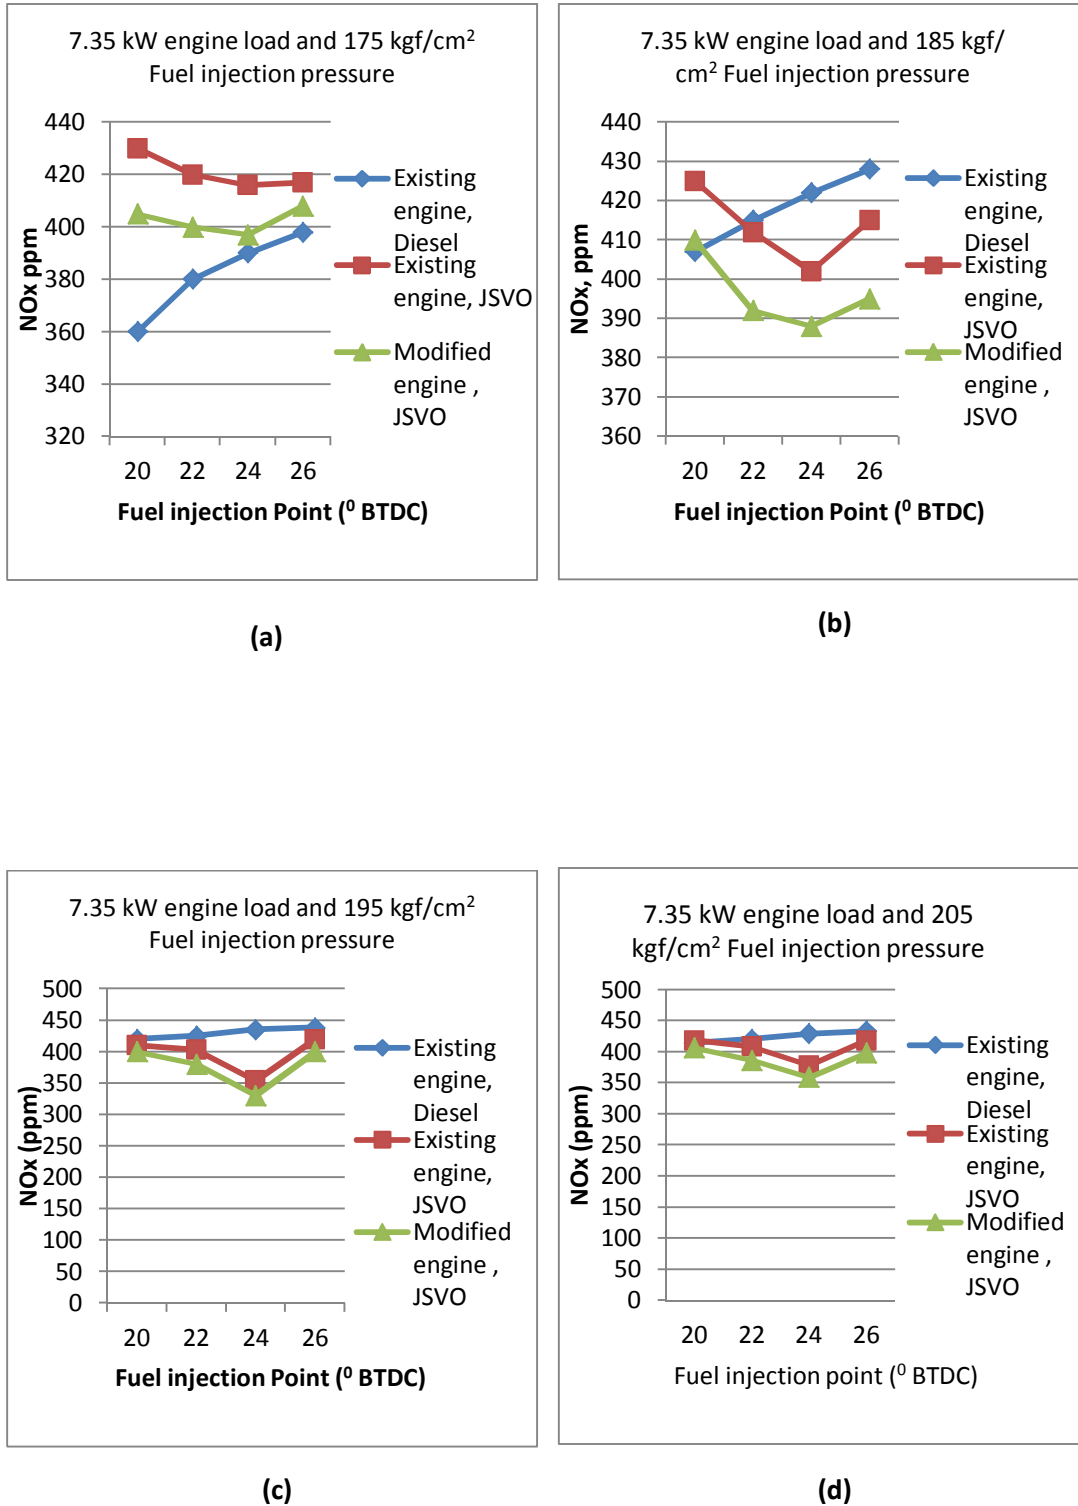 7.35 kW engine load and 175 kgf/cm²
Fuel injection pressure
440
420
400
380
360
340
320
NOx ppm
20 22 24 26
Fuel injection Point (⁰ BTDC)
Existing
engine,
Diesel
Existing
engine, JSVO
Modified
engine ,
JSVO
(a)
7.35 kW engine load and 185 kgf/
cm² Fuel injection pressure
440
430
420
410
400
390
380
370
360
NOx, ppm
20 22 24 26
Fuel injection Point (⁰ BTDC)
Existing
engine,
Diesel
Existing
engine,
JSVO
Modified
engine ,
JSVO
(b)
7.35 kW engine load and 195 kgf/cm²
Fuel injection pressure
500
450
400
350
300
250
200
150
100
50
0
NOx (ppm)
20 22 24 26
Fuel injection Point (⁰ BTDC)
Existing
engine,
Diesel
Existing
engine,
JSVO
Modified
engine ,
JSVO
(c)
7.35 kW engine load and 205
kgf/cm² Fuel injection pressure
500
450
400
350
300
250
200
150
100
50
0
NOx (ppm)
20 22 24 26
Fuel injection point (⁰ BTDC)
Existing
engine,
Diesel
Existing
engine,
JSVO
Modified
engine ,
JSVO
(d)